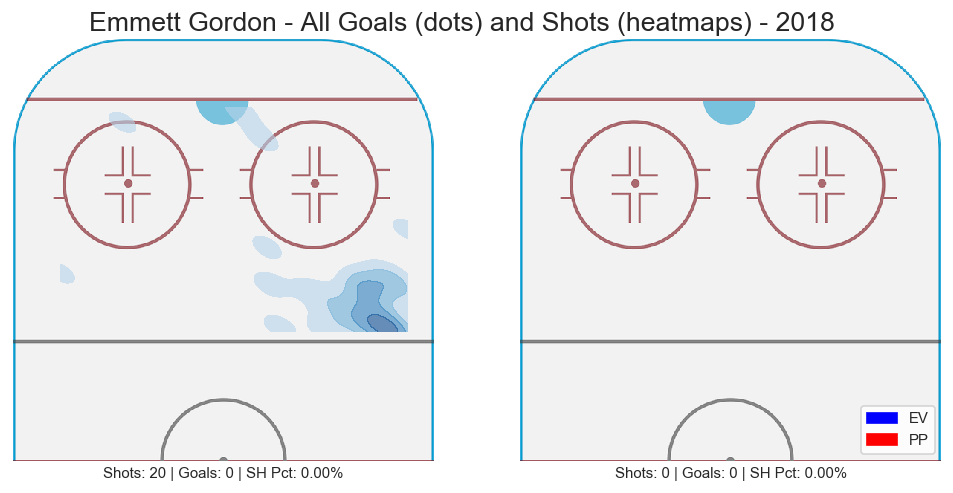 Emmett Gordon - All Goals (dots) and Shots (heatmaps) - 2018
EV
PP
Shots: 20 | Goals: 0 | SH Pct: 0.00%
Shots: 0 | Goals: 0 | SH Pct: 0.00%